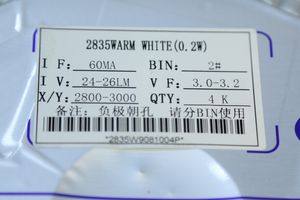 2835WARM WHITE(0.2W)
I F: 60MA BIN: 2#
I V: 24-26LM V F: 3.0-3.2
X/Y: 2800-3000 QTY: 4 K
备注: 负极朝孔 请分BIN使用
*2835W9081004P*